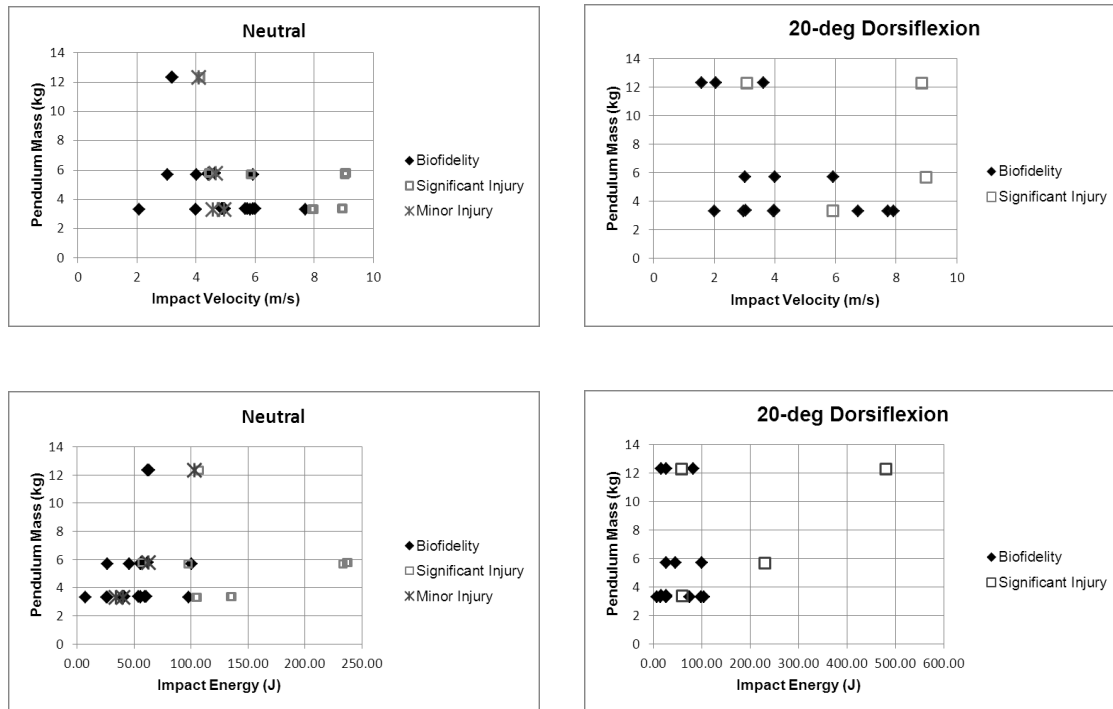 Neutral
14
12
10
8
6
4
2
0
Pendulum Mass (kg)
0 2 4 6 8 10
Impact Velocity (m/s)
Biofidelity
Significant Injury
Minor Injury
20-deg Dorsiflexion
14
12
10
8
6
4
2
0
Pendulum Mass (kg)
0 2 4 6 8 10
Impact Velocity (m/s)
Biofidelity
Significant Injury
Neutral
14
12
10
8
6
4
2
0
Pendulum Mass (kg)
0.00 50.00 100.00 150.00 200.00 250.00
Impact Energy (J)
Biofidelity
Significant Injury
Minor Injury
20-deg Dorsiflexion
14
12
10
8
6
4
2
0
Pendulum Mass (kg)
0.00 100.00 200.00 300.00 400.00 500.00 600.00
Impact Energy (J)
Biofidelity
Significant Injury